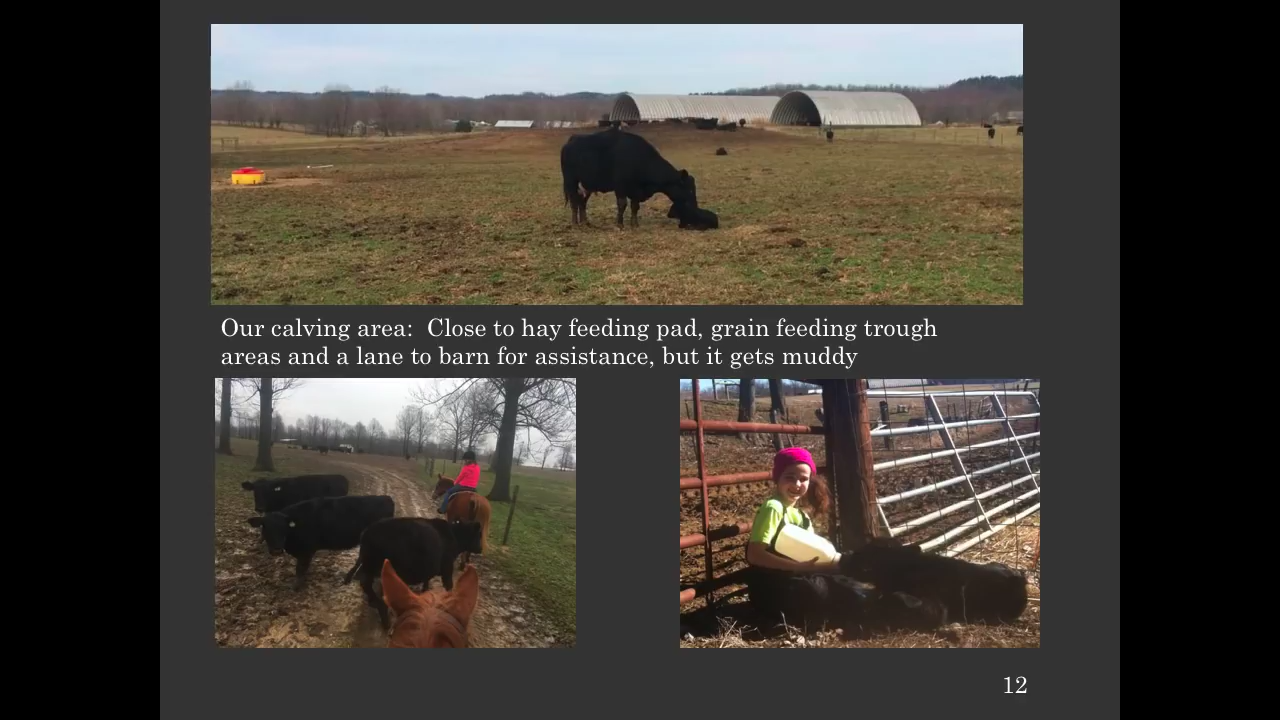 Our calving area:  Close to hay feeding pad, grain feeding trough
areas and a lane to barn for assistance, but it gets muddy
12